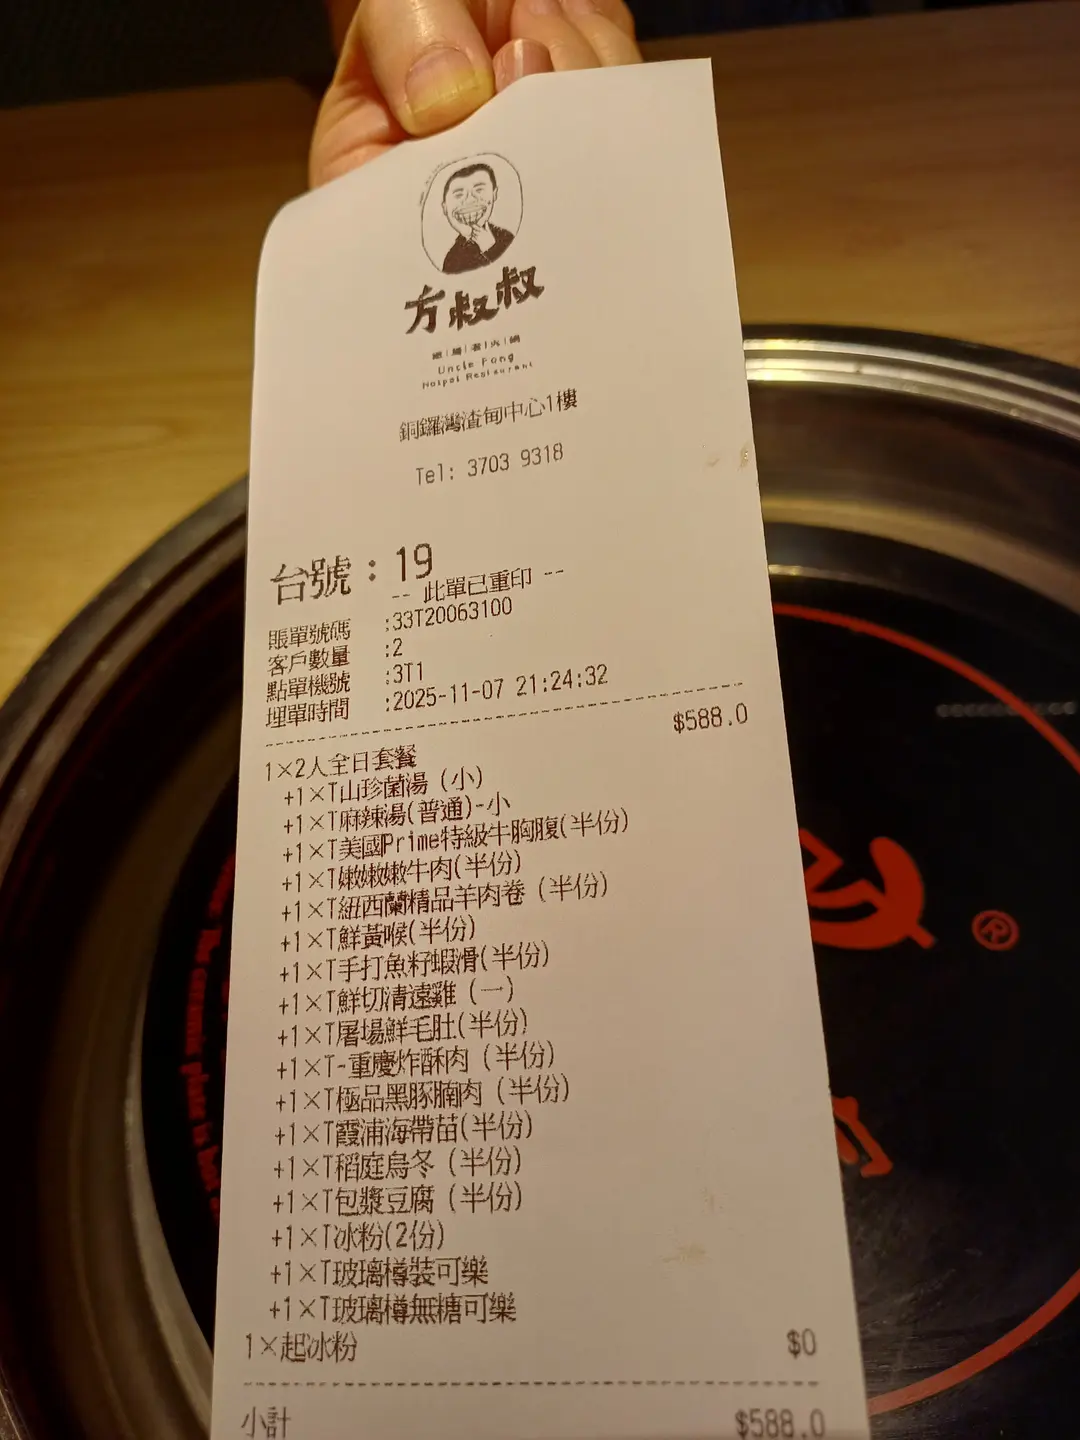 方叔叔
Uncle Fong
Hotpot Restaurant
銅鑼灣渣甸中心1樓
Tel: 3703 9318
台號：19
-- 此單已重印 --
賬單號碼 :33T20063100
客戶數量 :2
點單機號 :3T1
埋單時間 :2025-11-07 21:24:32
1×2人全日套餐 $588.0
+1×T山珍菌湯 (小)
+1×T麻辣湯(普通)-小
+1×T美國Prime特級牛胸腹(半份)
+1×T嫩嫩嫩牛肉(半份)
+1×T紐西蘭精品羊肉卷 (半份)
+1×T鮮黃喉(半份)
+1×T手打魚籽蝦滑(半份)
+1×T鮮切清遠雞 (一)
+1×T屠場鮮毛肚(半份)
+1×T-重慶炸酥肉 (半份)
+1×T極品黑豚腩肉 (半份)
+1×T霞浦海帶苗(半份)
+1×T稻庭烏冬 (半份)
+1×T包漿豆腐 (半份)
+1×T冰粉(2份)
+1×T玻璃樽裝可樂
+1×T玻璃樽無糖可樂
1×起冰粉 $0
小計 $588.0
®